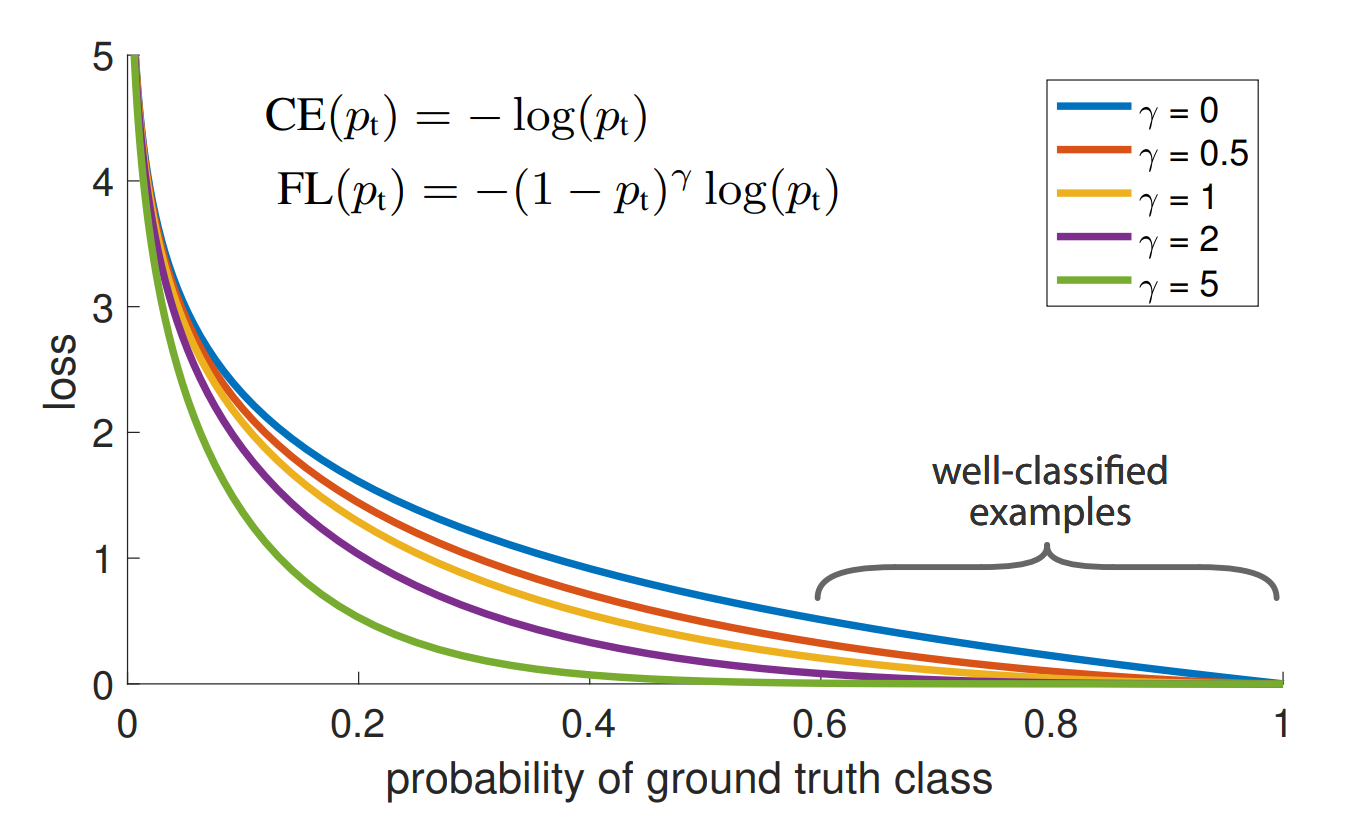 5
CE(pt) = − log(pt)
FL(pt) = −(1 − pt)^γ log(pt)
γ = 0
γ = 0.5
γ = 1
γ = 2
γ = 5
4
3
2
1
0
loss
well-classified
examples
0 0.2 0.4 0.6 0.8 1
probability of ground truth class